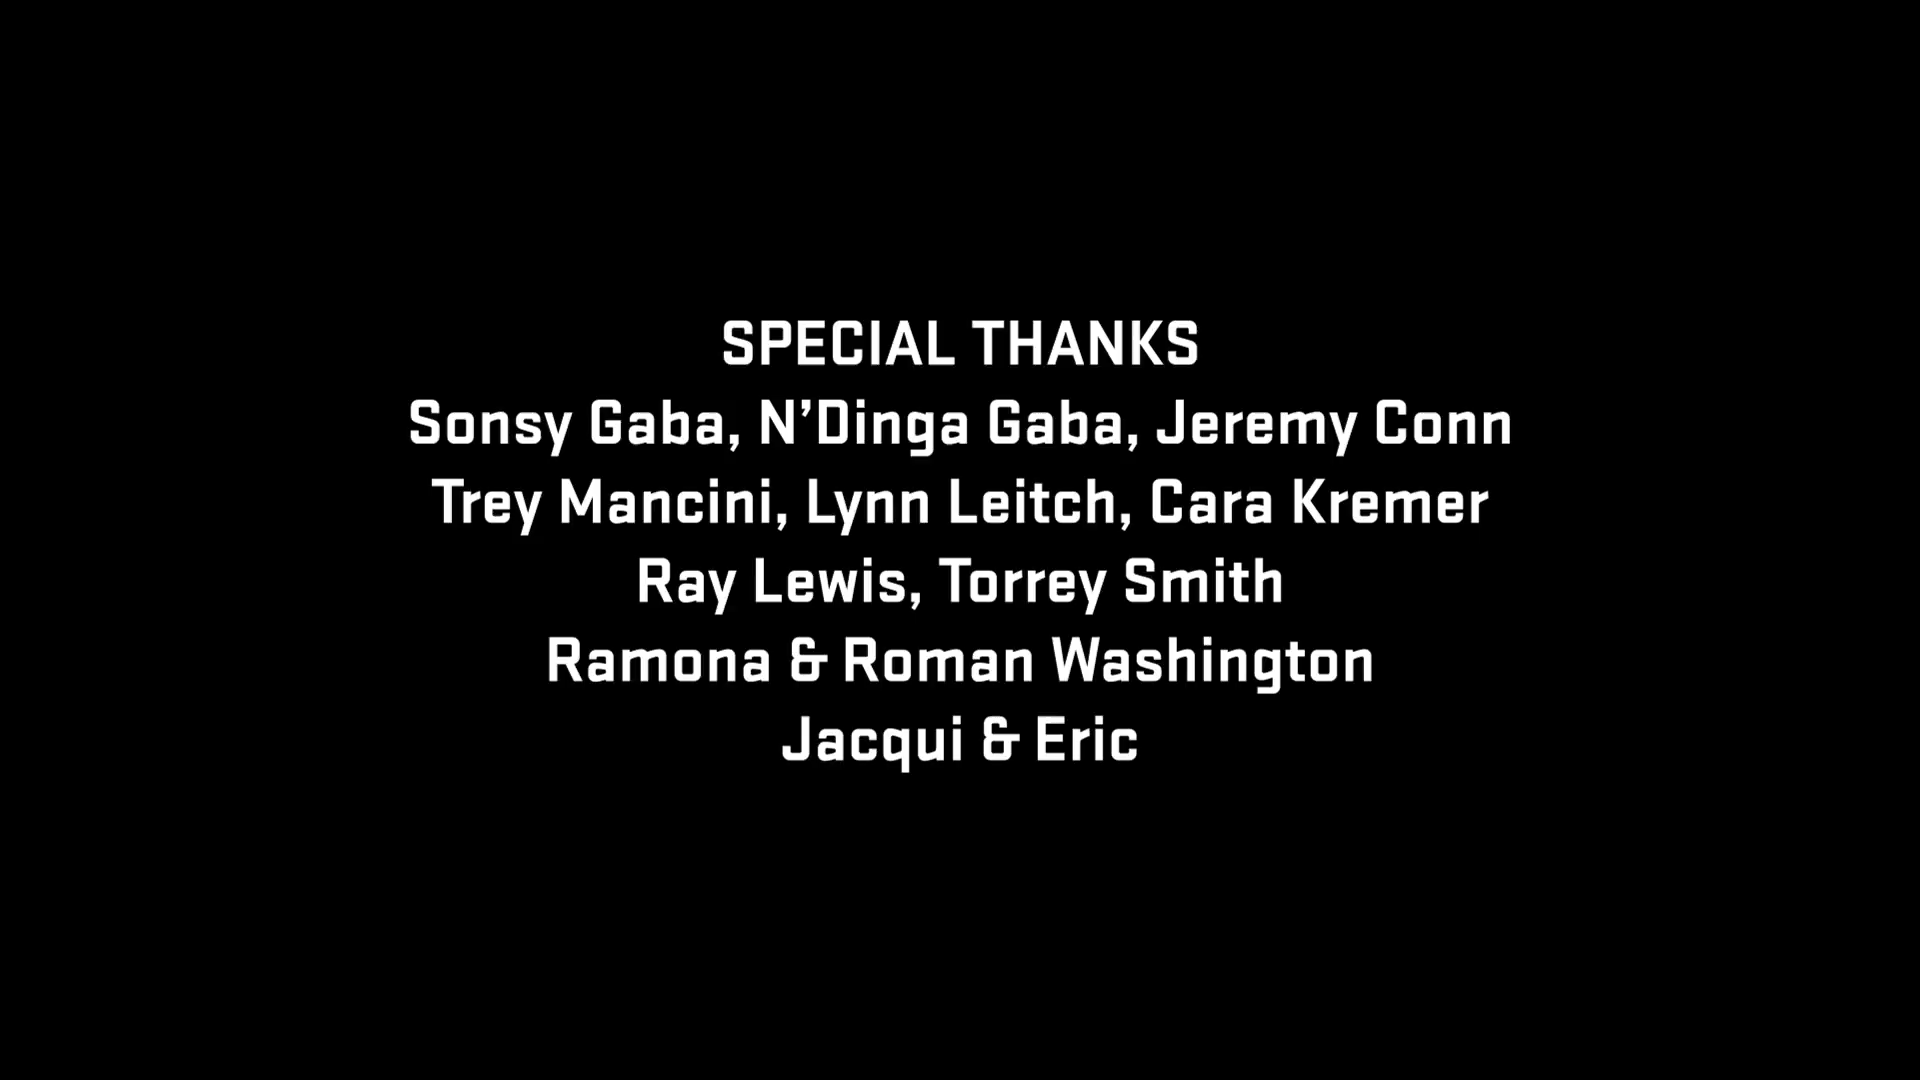 SPECIAL THANKS
Sonsy Gaba, N’Dinga Gaba, Jeremy Conn
Trey Mancini, Lynn Leitch, Cara Kremer
Ray Lewis, Torrey Smith
Ramona & Roman Washington
Jacqui & Eric